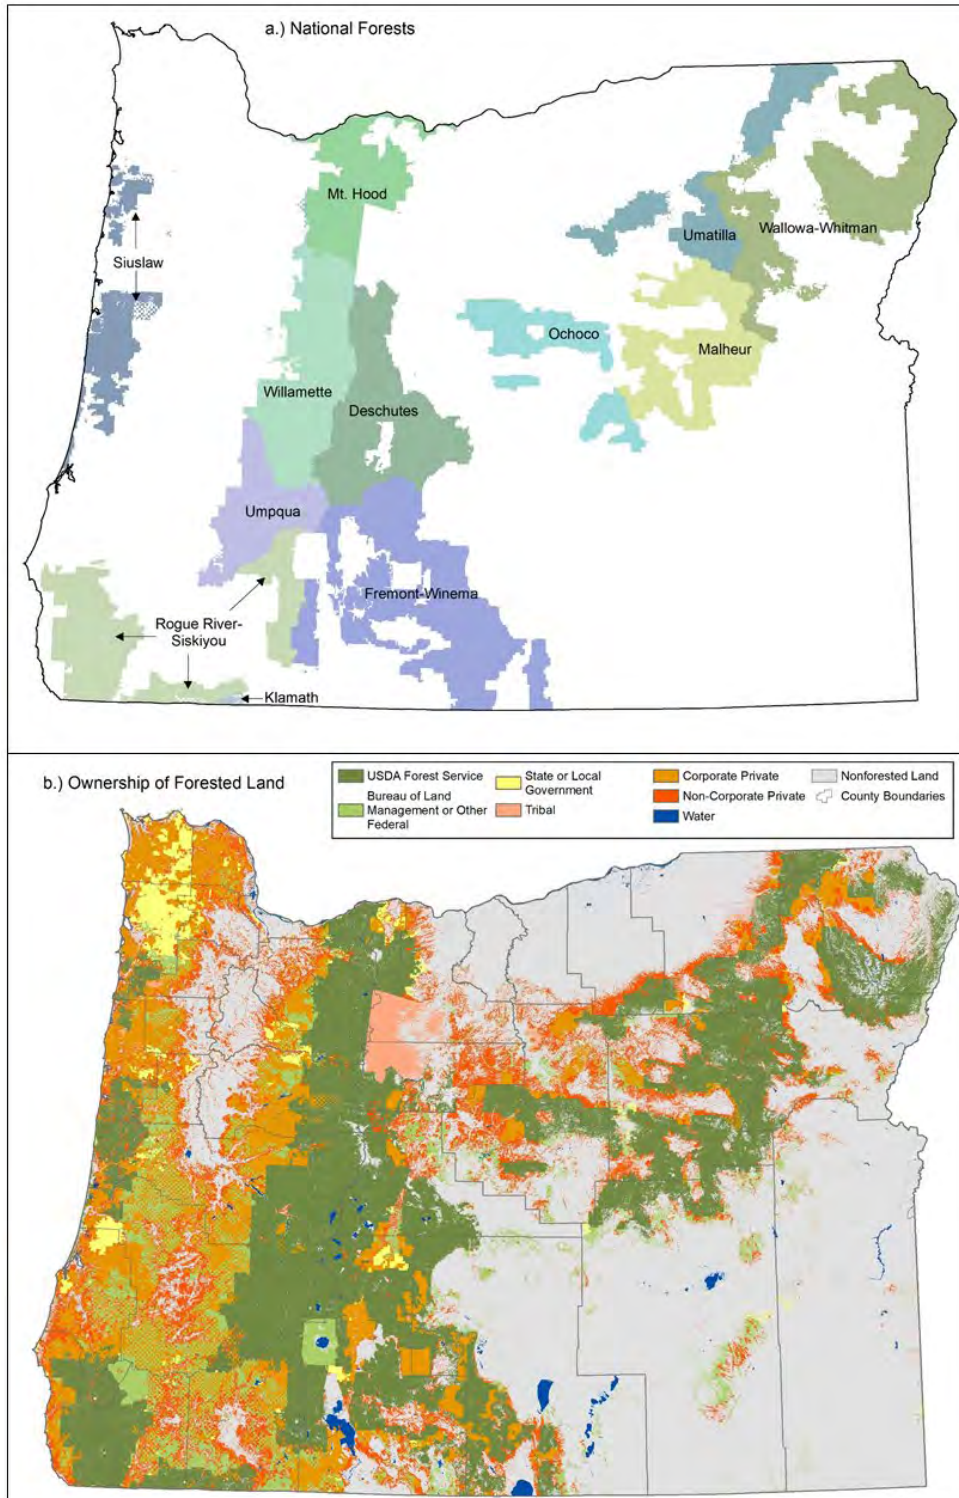 a.) National Forests
Mt. Hood
Wallowa-Whitman
Umatilla
Siuslaw
Ochoco
Malheur
Willamette
Deschutes
Umpqua
Fremont-Winema
Rogue River-
Siskiyou
Klamath
b.) Ownership of Forested Land
USDA Forest Service
Bureau of Land
Management or Other
Federal
State or Local
Government
Tribal
Corporate Private
Non-Corporate Private
Water
Nonforested Land
County Boundaries